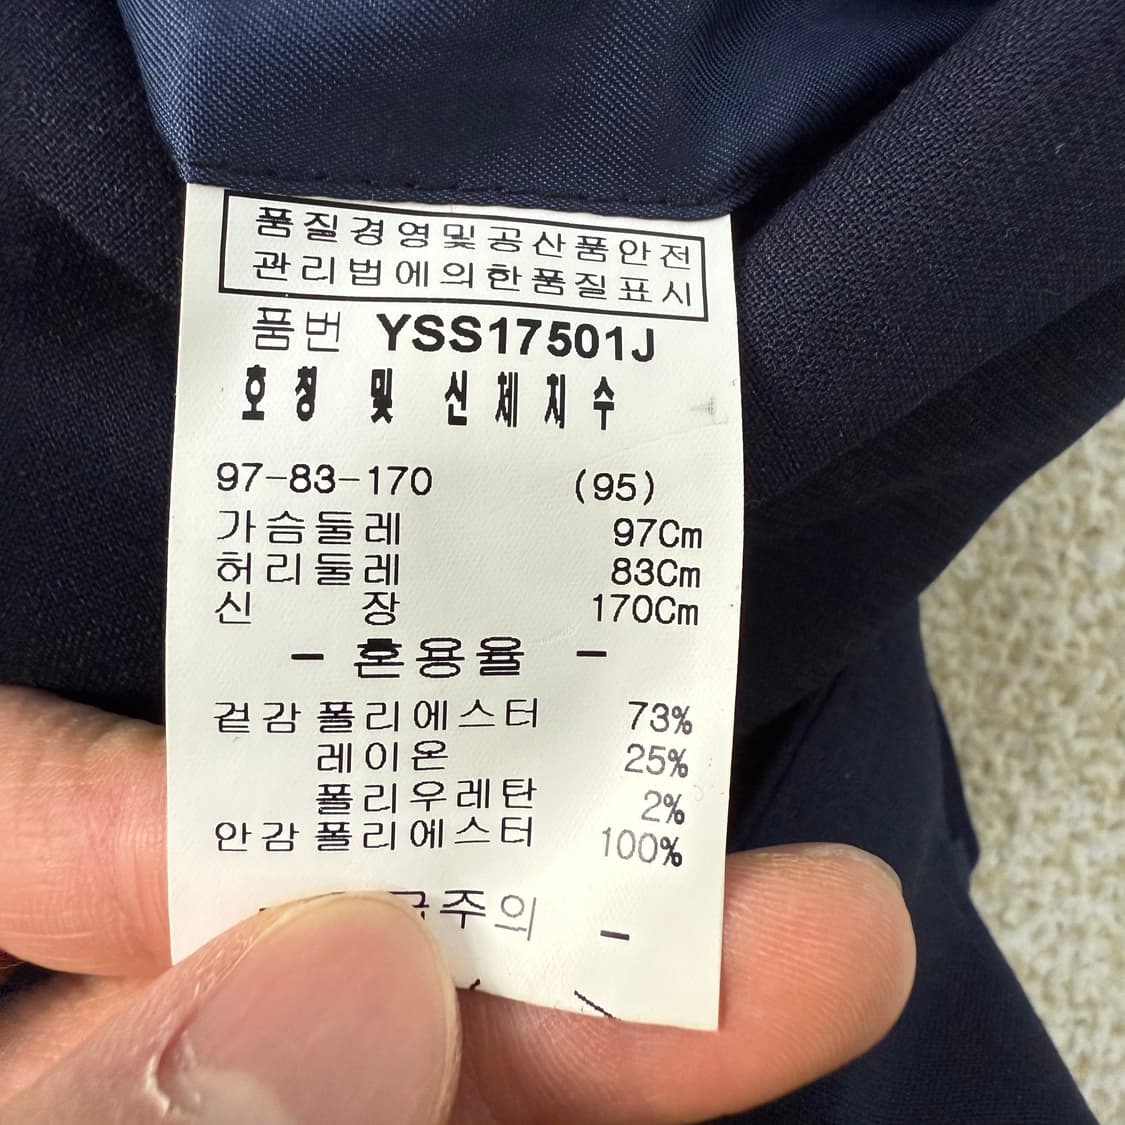 품질경영및공산품안전
관리법에의한품질표시
품번 YSS17501J
호칭 및 신체치수
97-83-170 (95)
가슴둘레 97Cm
허리둘레 83Cm
신 장 170Cm
- 혼용율 -
겉감 폴리에스터 73%
레이온 25%
폴리우레탄 2%
안감 폴리에스터 100%
주의 -